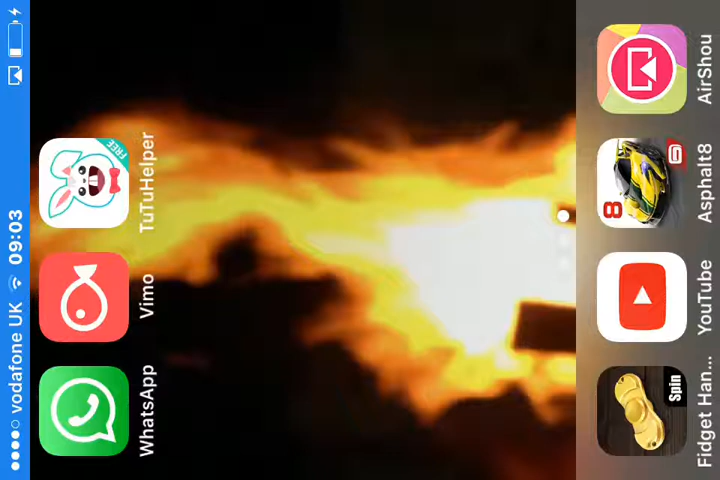 vodafone UK 09:03
WhatsApp
Vimo
FREE
TuTuHelper
Spin
Fidget Han...
YouTube
8
G
Asphalt8
AirShou